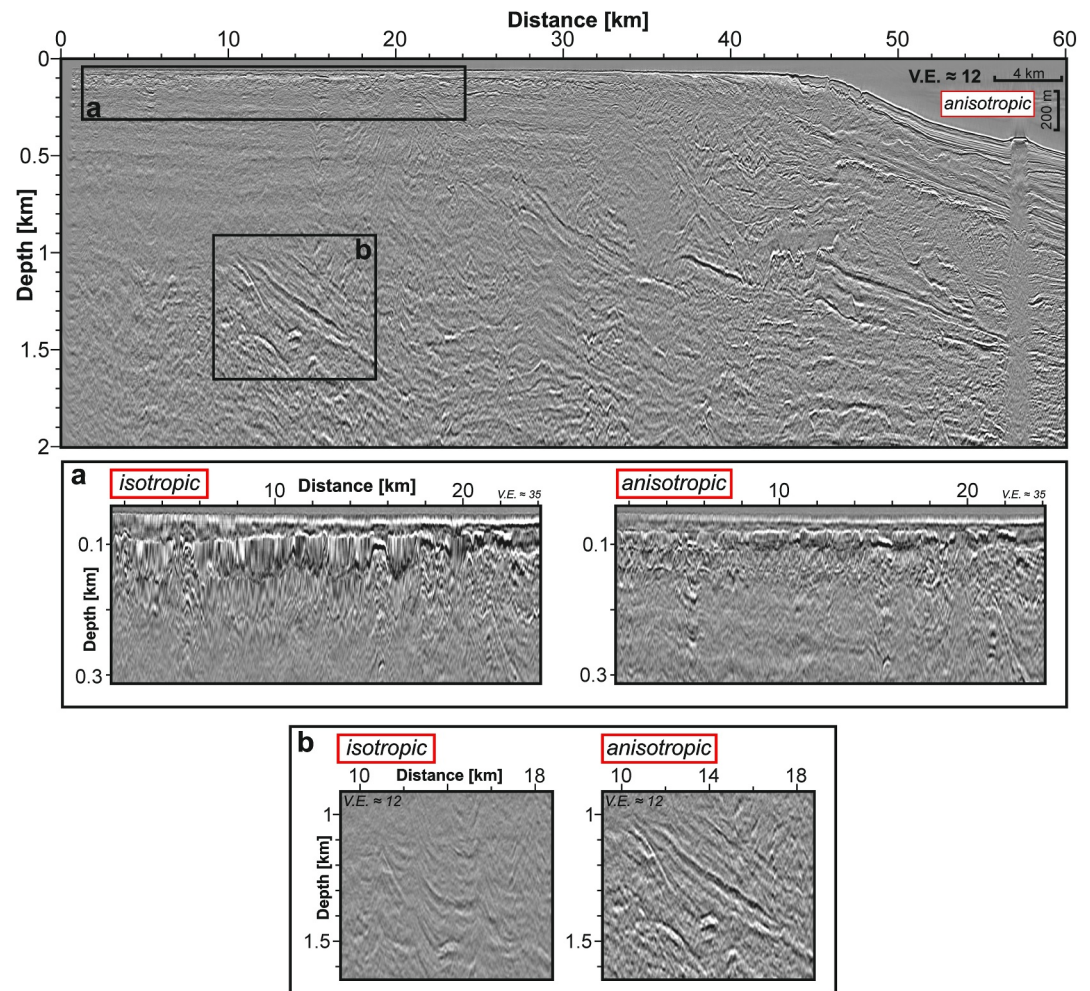 Distance [km]
0 10 20 30 40 50 60
0
V.E. ≈ 12 4 km
a
anisotropic
200 m
0.5
Depth [km]
1
b
1.5
2
a
isotropic Distance [km] anisotropic
10 20 V.E. ≈ 35 10 20 V.E. ≈ 35
0.1 0.1
Depth [km]
0.3 0.3
b
isotropic anisotropic
10 Distance [km] 18 10 14 18
V.E. ≈ 12 V.E. ≈ 12
1 1
Depth [km]
1.5 1.5